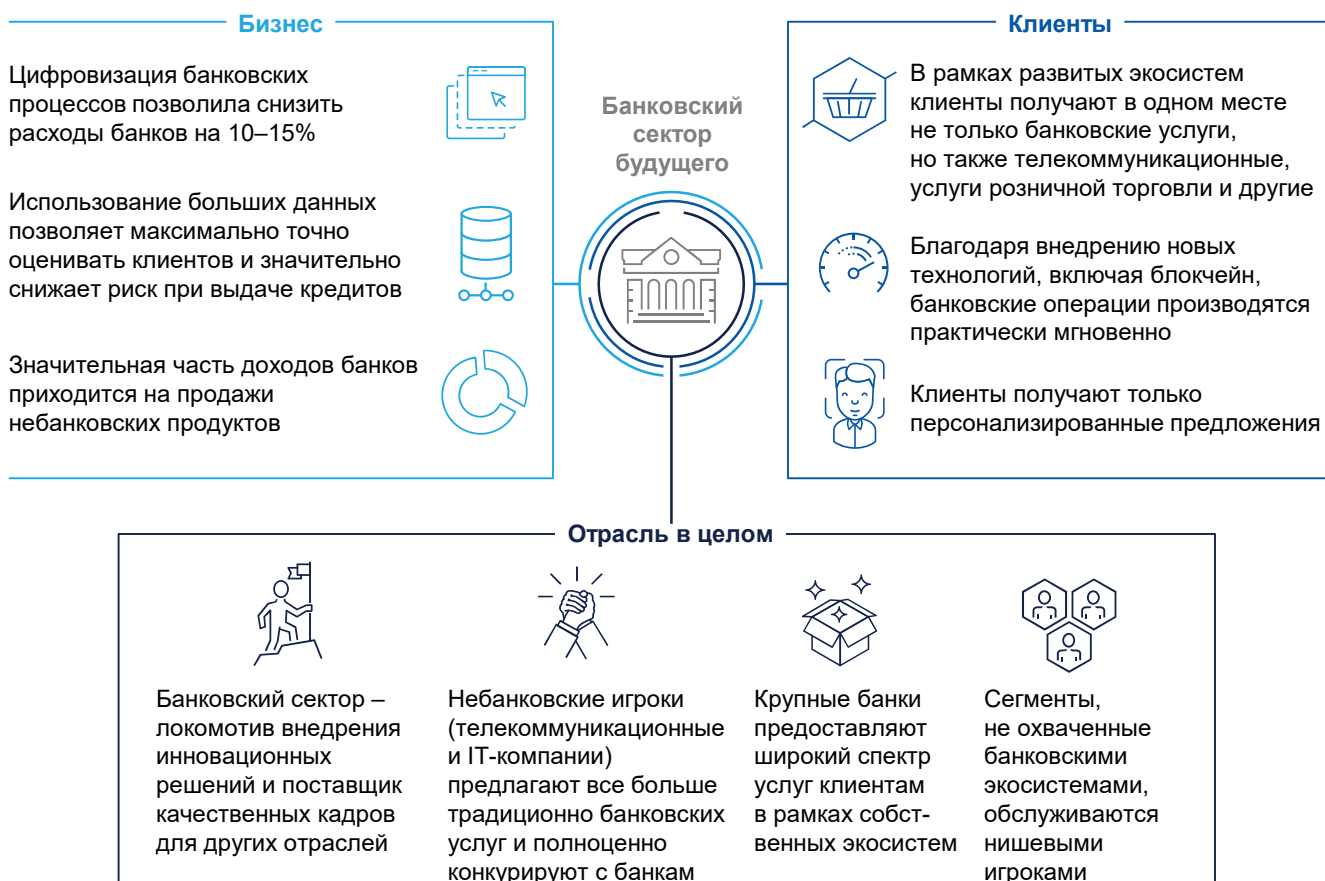 Бизнес
Цифровизация банковских
процессов позволила снизить
расходы банков на 10–15%
Использование больших данных
позволяет максимально точно
оценивать клиентов и значительно
снижает риск при выдаче кредитов
Значительная часть доходов банков
приходится на продажи
небанковских продуктов
Банковский
сектор
будущего
Клиенты
В рамках развитых экосистем
клиенты получают в одном месте
не только банковские услуги,
но также телекоммуникационные,
услуги розничной торговли и другие
Благодаря внедрению новых
технологий, включая блокчейн,
банковские операции производятся
практически мгновенно
Клиенты получают только
персонализированные предложения
Отрасль в целом
Банковский сектор –
локомотив внедрения
инновационных
решений и поставщик
качественных кадров
для других отраслей
Небанковские игроки
(телекоммуникационные
и IT-компании)
предлагают все больше
традиционно банковских
услуг и полноценно
конкурируют с банкам
Крупные банки
предоставляют
широкий спектр
услуг клиентам
в рамках собст-
венных экосистем
Сегменты,
не охваченные
банковскими
экосистемами,
обслуживаются
нишевыми
игроками